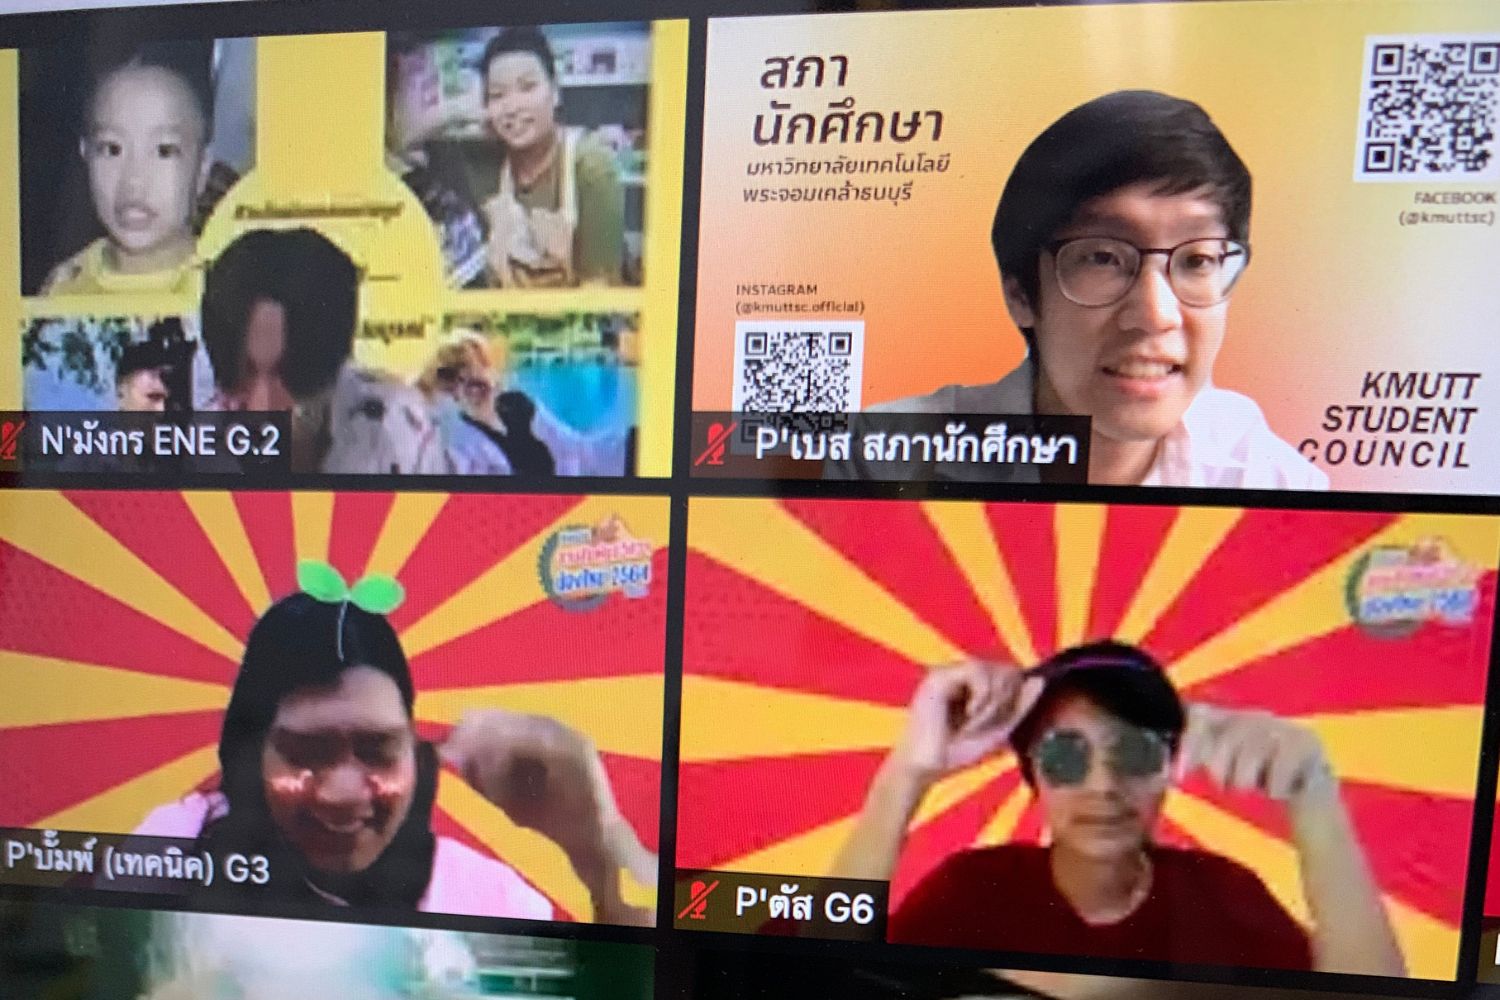 สภา
นักศึกษา
มหาวิทยาลัยเทคโนโลยี
พระจอมเกล้าธนบุรี
FACEBOOK
(@kmuttsc)
INSTAGRAM
(@kmuttsc.official)
KMUTT
STUDENT
COUNCIL
N'มังกร ENE G.2
P'เบส สภานักศึกษา
2564
P'บั๊มพ์ (เทคนิค) G3
P'ตัส G6